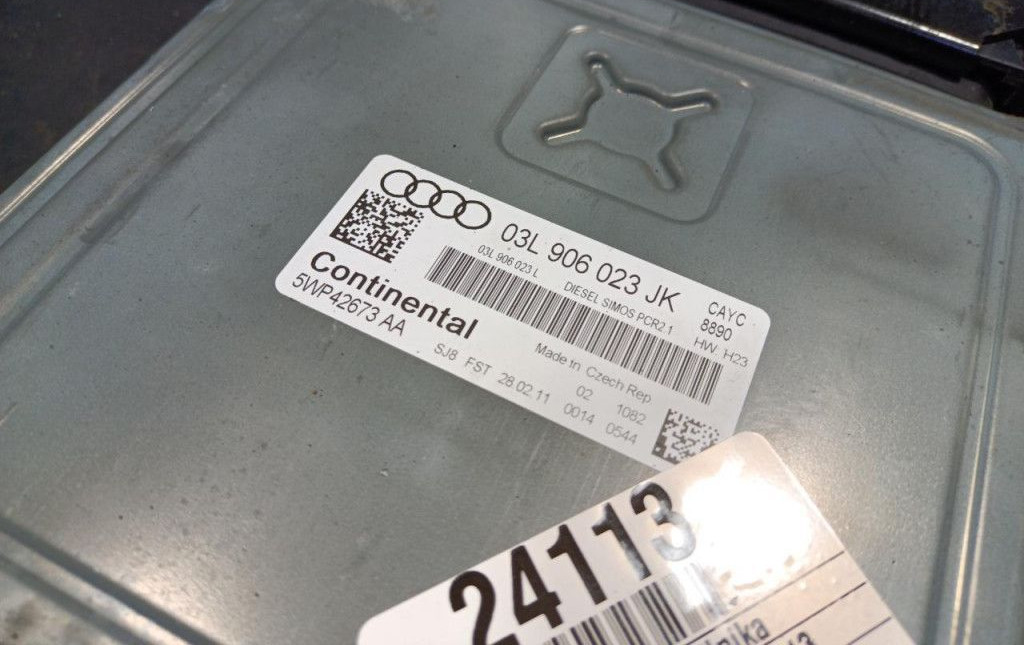 03L 906 023 JK
03L 906 023 L
DIESEL SIMOS PCR2.1
CAYC
8890
HW: H23
Continental
5WP42673 AA
Made in Czech Rep
SJ8 FST 28.02.11
02 1082
0014 0544
24113